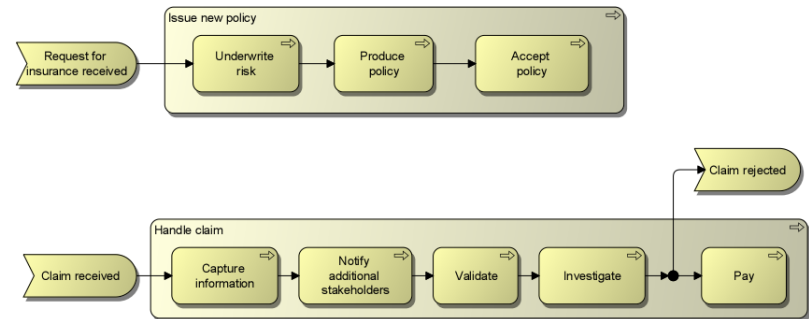 Issue new policy
Request for
insurance received
Underwrite
risk
Produce
policy
Accept
policy
Claim rejected
Handle claim
Claim received
Capture
information
Notify
additional
stakeholders
Validate
Investigate
Pay